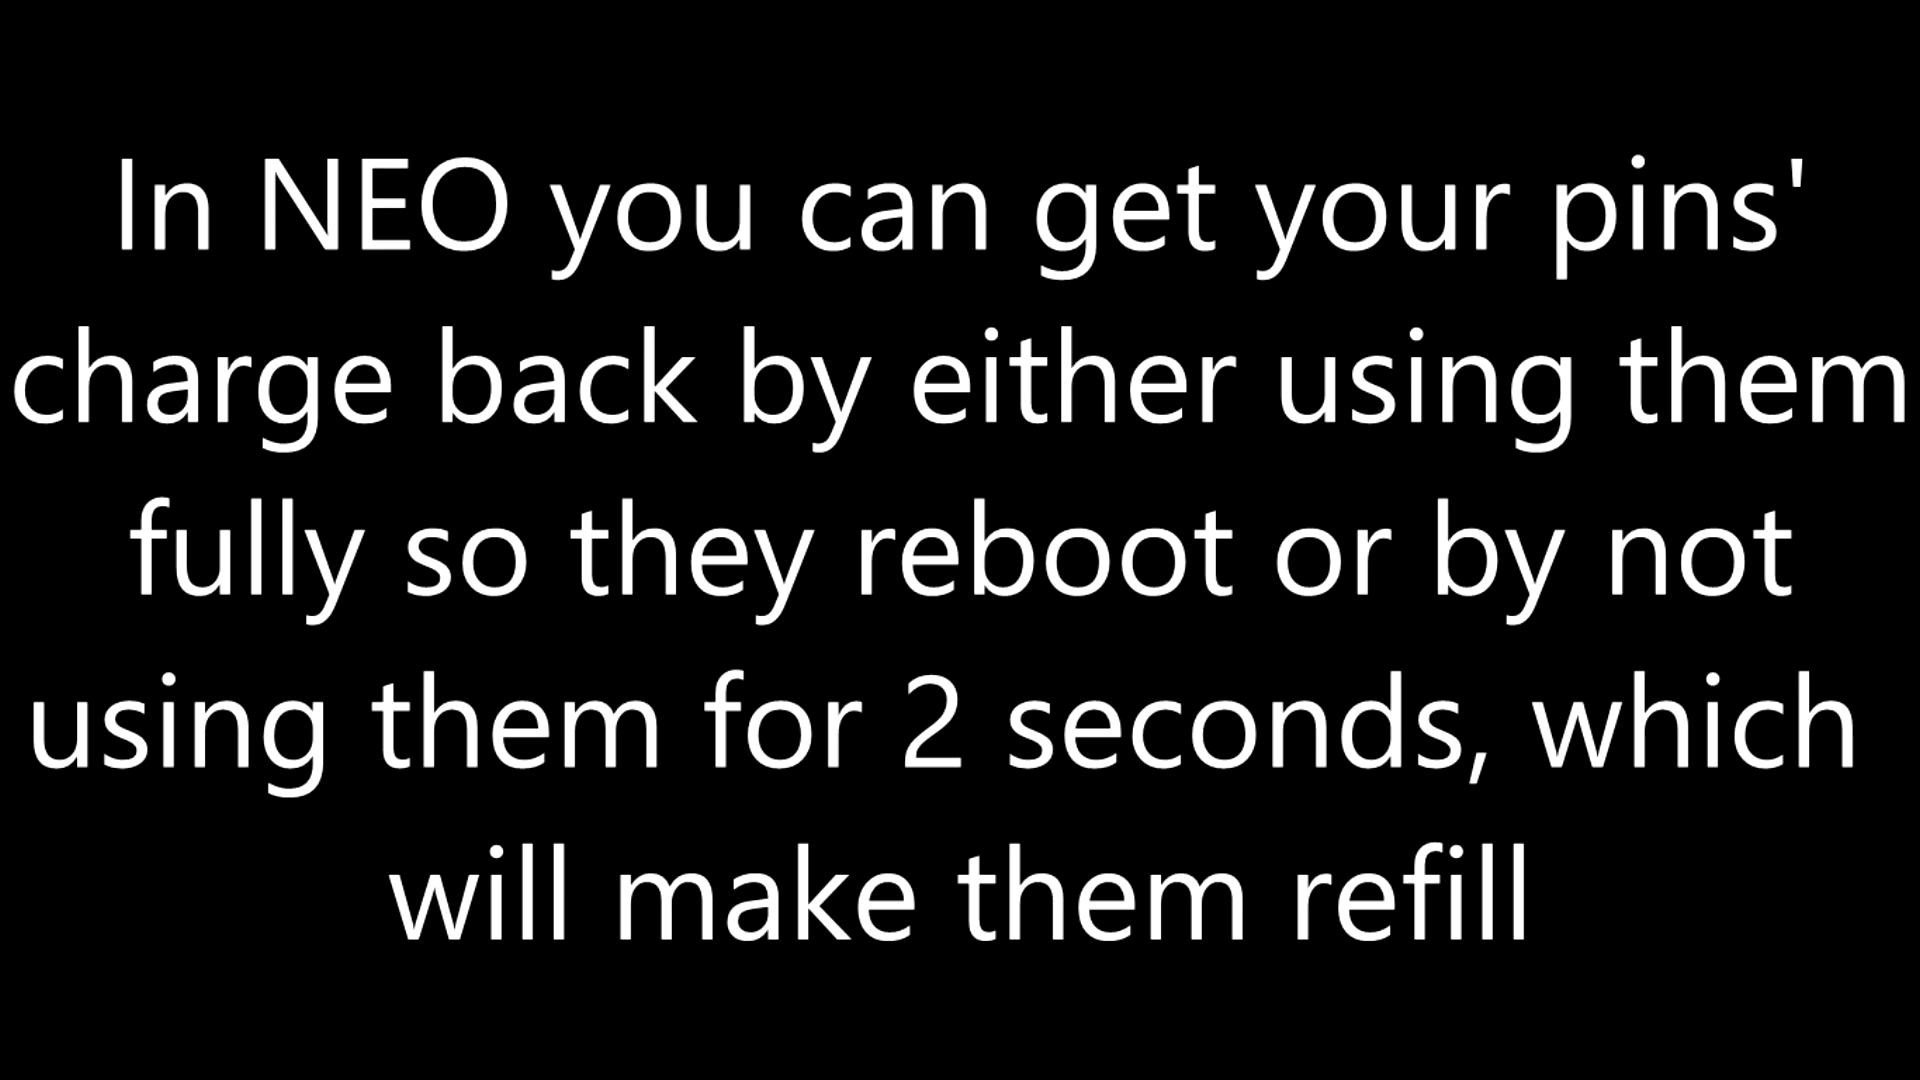 In NEO you can get your pins'
charge back by either using them
fully so they reboot or by not
using them for 2 seconds, which
will make them refill